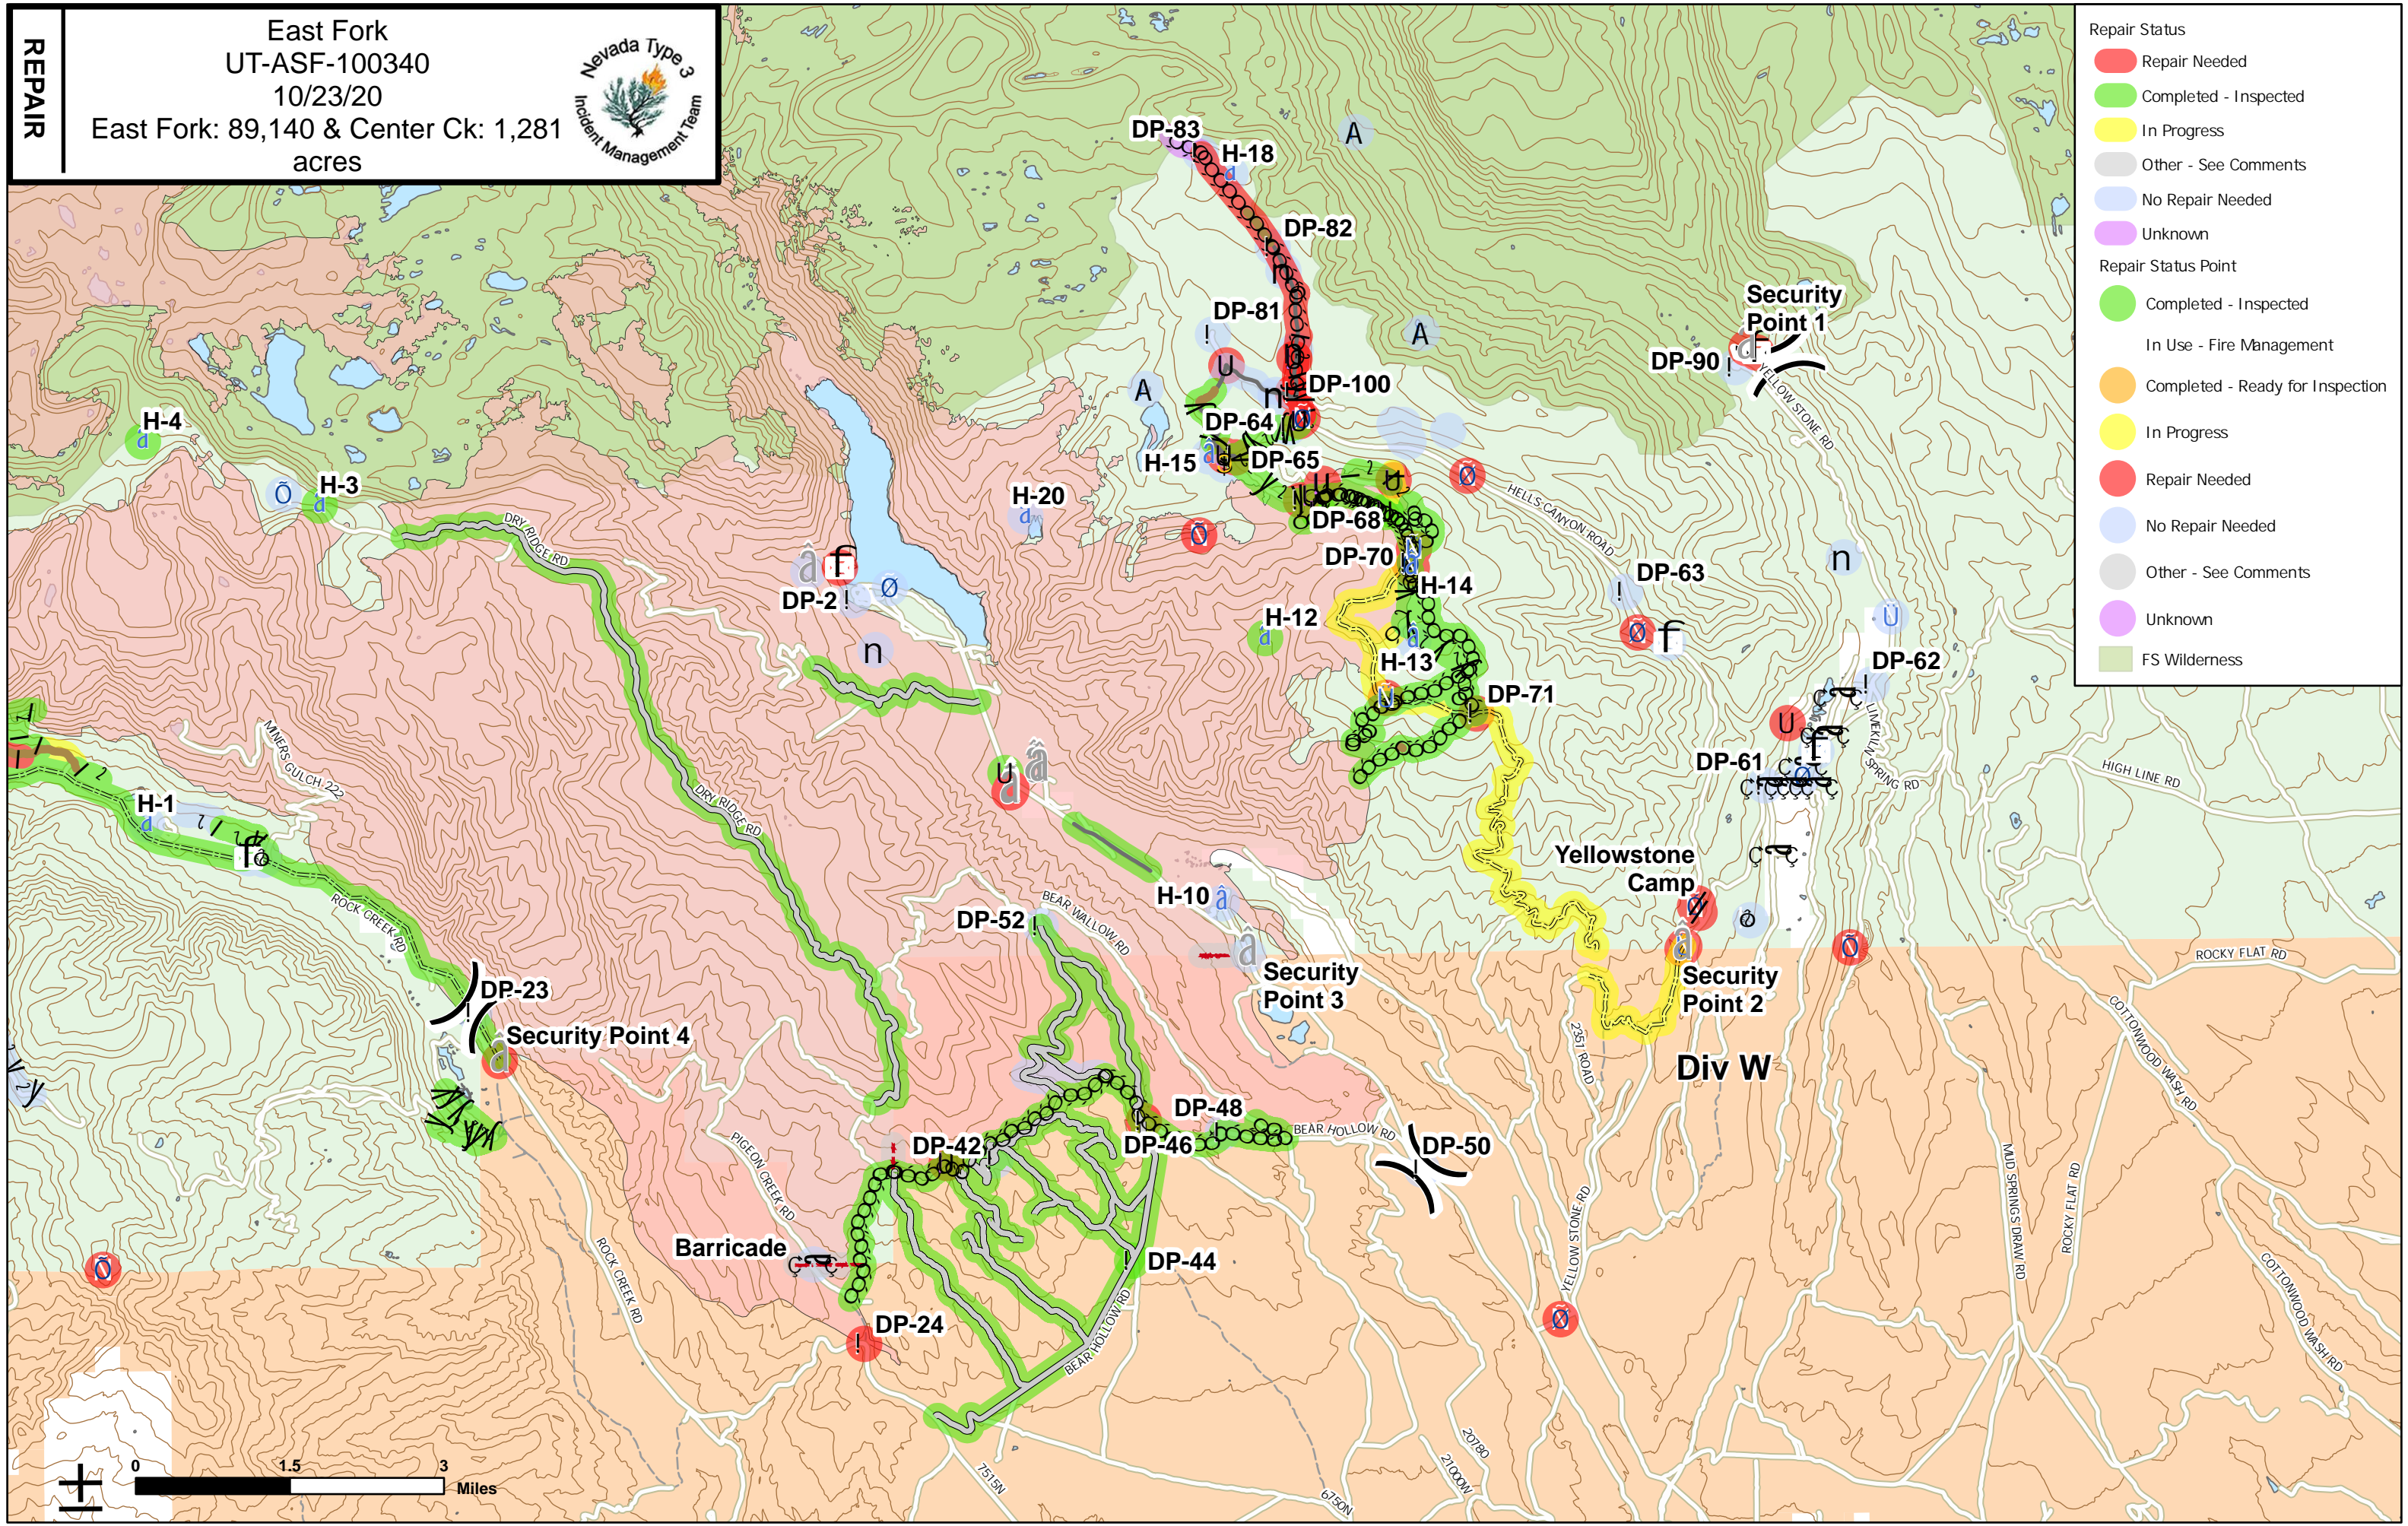 REPAIR
East Fork
UT-ASF-100340
10/23/20
East Fork: 89,140 & Center Ck: 1,281
acres
Nevada Type 3
Incident Management Team
Repair Status
Repair Needed
Completed - Inspected
In Progress
Other - See Comments
No Repair Needed
Unknown
Repair Status Point
Completed - Inspected
In Use - Fire Management
Completed - Ready for Inspection
In Progress
Repair Needed
No Repair Needed
Other - See Comments
Unknown
FS Wilderness
DP-83
H-18
DP-82
DP-81
Security
Point 1
DP-90
YELLOW STONE RD
DP-100
DP-64
H-15
DP-65
H-4
H-3
H-20
DP-68
HELLS CANYON ROAD
DRY RIDGE RD
DP-70
H-14
DP-63
DP-2
H-12
H-13
DP-62
DP-71
LIMEKILN SPRING RD
MINERS GULCH 222
DP-61
HIGH LINE RD
H-1
DRY RIDGE RD
Yellowstone
Camp
H-10
ROCK CREEK RD
DP-52
BEAR WALLOW RD
ROCKY FLAT RD
Security
Point 3
DP-23
Security
Point 2
Security Point 4
COTTONWOOD WASH RD
2351 ROAD
Div W
DP-48
DP-42
DP-46
BEAR HOLLOW RD
DP-50
PIGEON CREEK RD
MUD SPRINGS DRAW RD
ROCKY FLAT RD
YELLOW STONE RD
Barricade
DP-44
ROCK CREEK RD
COTTONWOOD WASH RD
DP-24
BEAR HOLLOW RD
20780
21000W
7515N
6750N
0 1.5 3
Miles